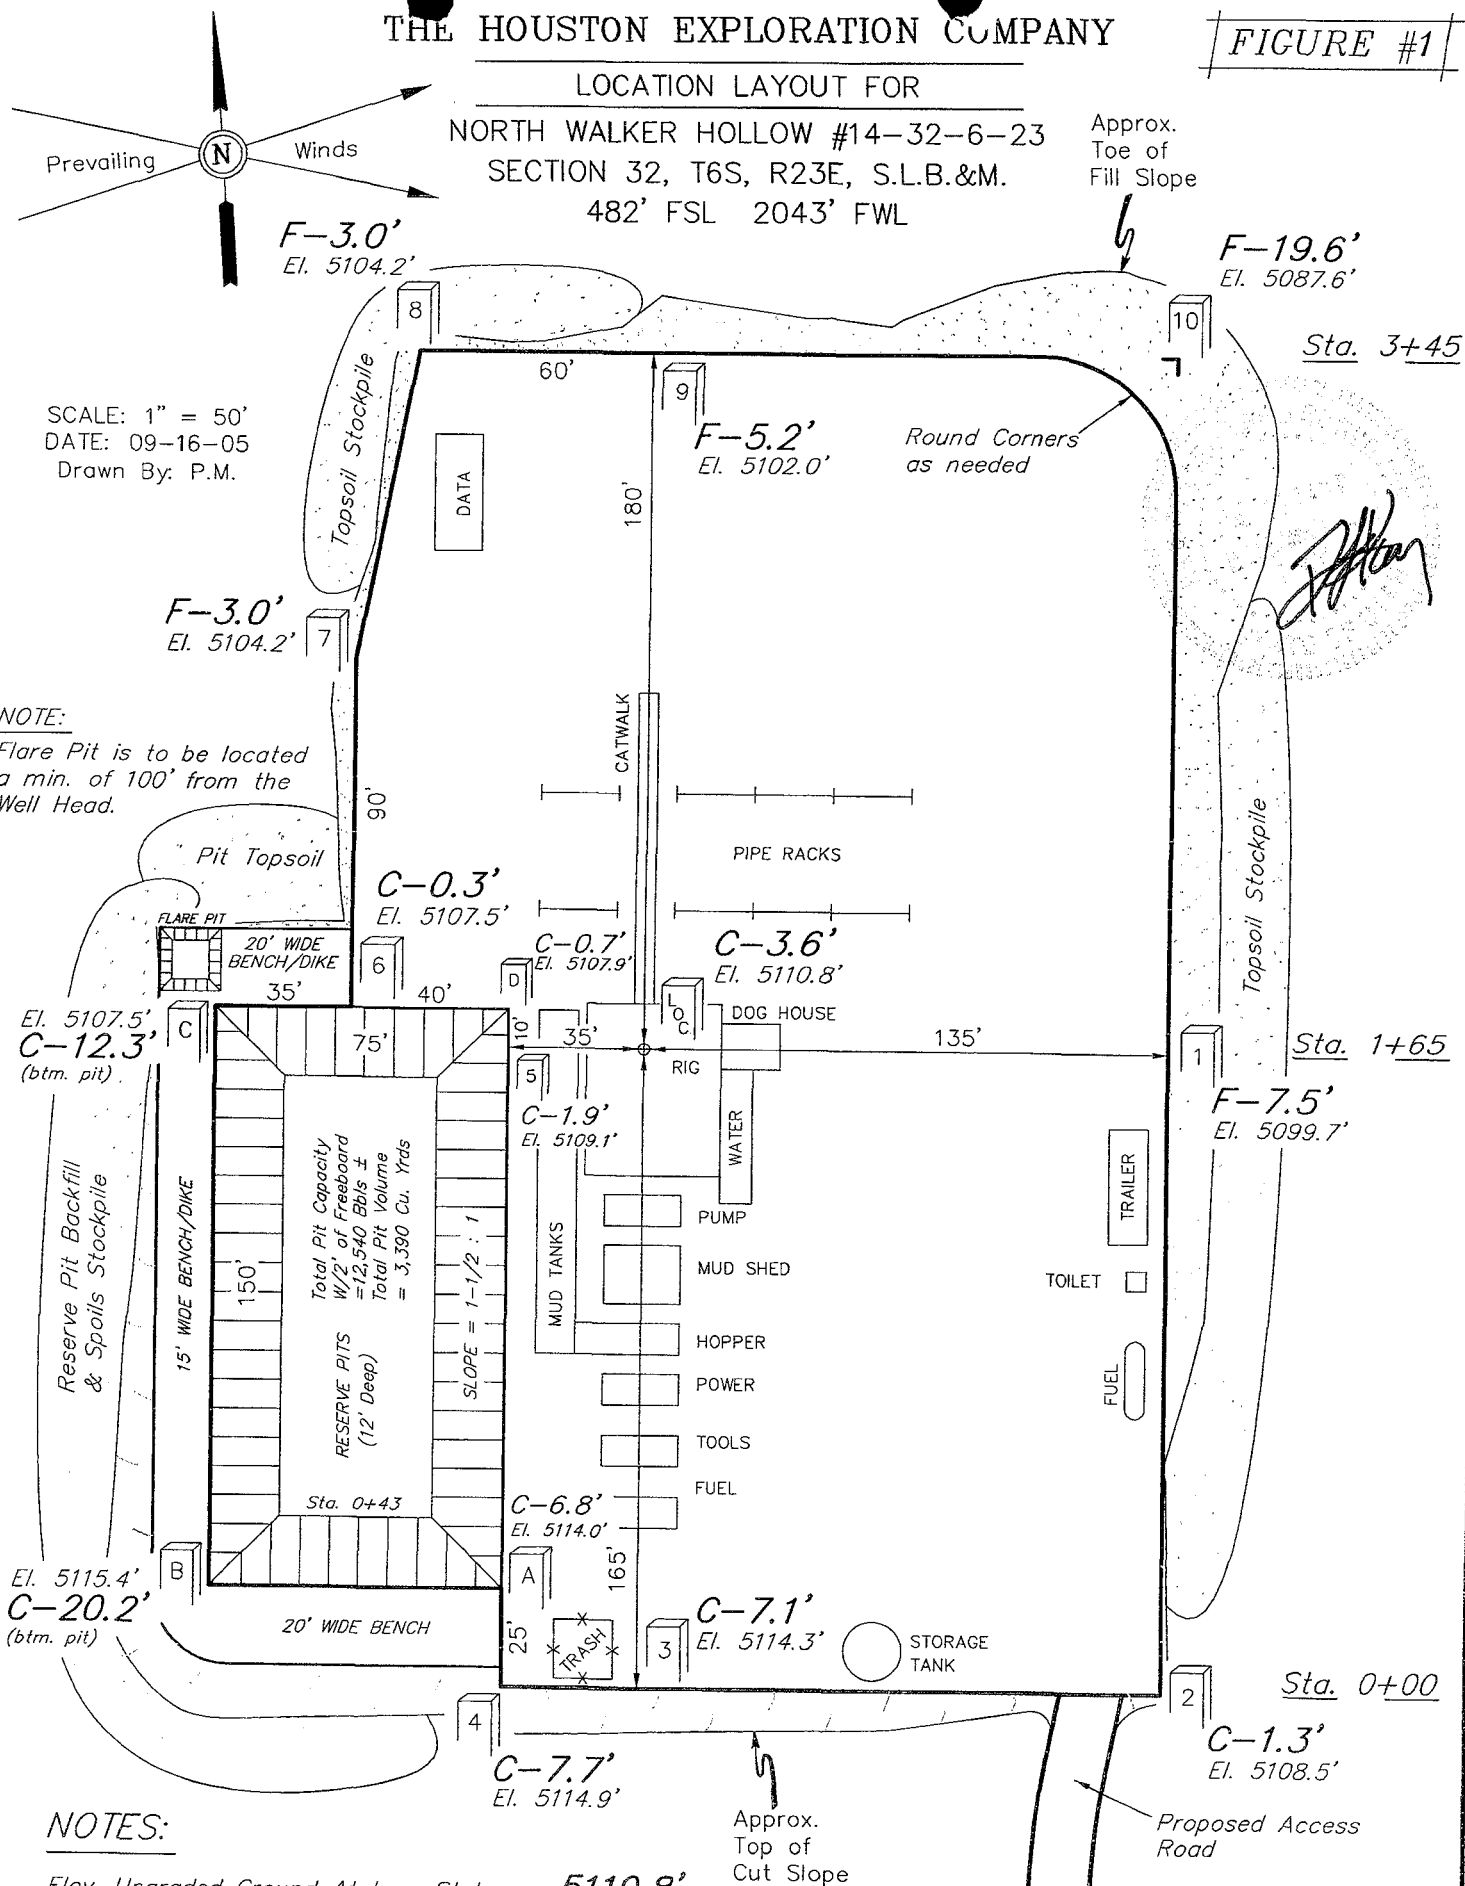 THE HOUSTON EXPLORATION COMPANY
FIGURE #1
LOCATION LAYOUT FOR
NORTH WALKER HOLLOW #14-32-6-23
SECTION 32, T6S, R23E, S.L.B.&M.
482' FSL 2043' FWL
Prevailing
N
Winds
Approx.
Toe of
Fill Slope
F-3.0'
El. 5104.2'
8
F-19.6'
El. 5087.6'
10
Sta. 3+45
60'
9
F-5.2'
El. 5102.0'
Round Corners
as needed
SCALE: 1" = 50'
DATE: 09-16-05
Drawn By: P.M.
Topsoil Stockpile
DATA
180'
F-3.0'
El. 5104.2'
7
NOTE:
Flare Pit is to be located
a min. of 100' from the
Well Head.
CATWALK
90'
PIPE RACKS
Topsoil Stockpile
Pit Topsoil
C-0.3'
El. 5107.5'
FLARE PIT
20' WIDE
BENCH/DIKE
6
C-0.7'
El. 5107.9'
D
C-3.6'
El. 5110.8'
35'
40'
LOC.
DOG HOUSE
El. 5107.5'
C-12.3'
(btm. pit)
C
75'
10'
35'
135'
RIG
1
Sta. 1+65
5
C-1.9'
El. 5109.1'
F-7.5'
El. 5099.7'
WATER
TRAILER
Total Pit Capacity
W/2' of Freeboard
=12,540 Bbls ±
Total Pit Volume
= 3,390 Cu. Yrds
Reserve Pit Backfill
& Spoils Stockpile
15' WIDE BENCH/DIKE
150'
RESERVE PITS
(12' Deep)
SLOPE = 1-1/2 : 1
MUD TANKS
PUMP
MUD SHED
TOILET
HOPPER
POWER
FUEL
TOOLS
FUEL
Sta. 0+43
C-6.8'
El. 5114.0'
A
165'
El. 5115.4'
C-20.2'
(btm. pit)
B
20' WIDE BENCH
25'
TRASH
3
C-7.1'
El. 5114.3'
STORAGE
TANK
2
Sta. 0+00
4
C-7.7'
El. 5114.9'
C-1.3'
El. 5108.5'
Approx.
Top of
Cut Slope
Proposed Access
Road
NOTES: